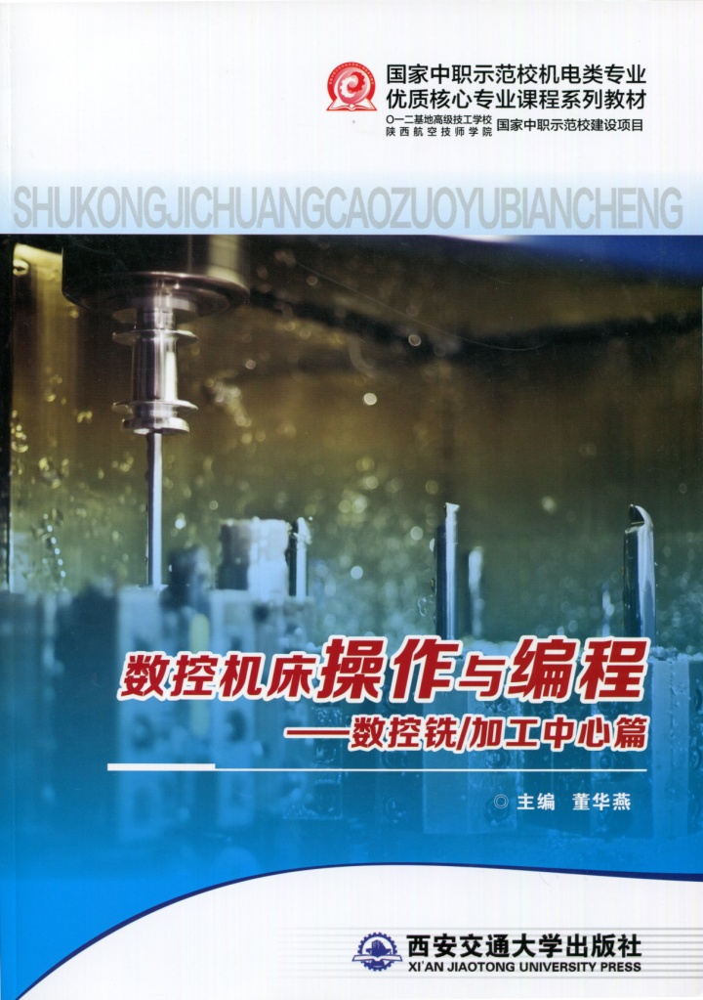 国家中职示范校机电类专业
优质核心专业课程系列教材
O一二基地高级技工学校
陕西航空技师学院
国家中职示范校建设项目
SHUKONGJICHUANGCAOZUOYUBIANCHENG
数控机床操作与编程
——数控铣/加工中心篇
◎ 主编 董华燕
西安交通大学出版社
XI'AN JIAOTONG UNIVERSITY PRESS